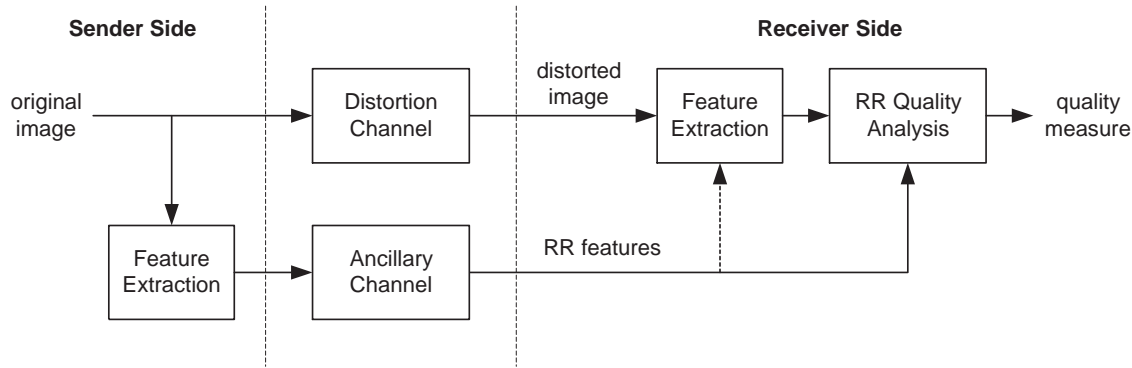 Sender Side
Receiver Side
original
image
Distortion
Channel
distorted
image
Feature
Extraction
RR Quality
Analysis
quality
measure
Feature
Extraction
Ancillary
Channel
RR features